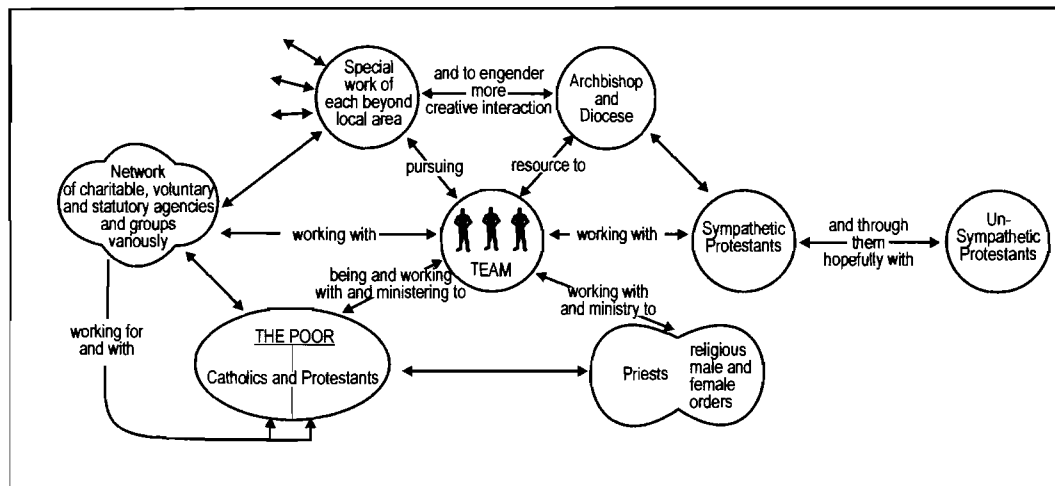 Special
work of
each beyond
local area
and to engender
more
creative interaction
Archbishop
and
Diocese
pursuing
resource to
Network
of charitable, voluntary
and statutory agencies
and groups
variously
working with
TEAM
working with
Sympathetic
Protestants
and through
them
hopefully with
Un-
Sympathetic
Protestants
being and working
with and ministering to
working with
and ministry to
working for
and with
THE POOR
Catholics and Protestants
Priests
religious
male and
female
orders